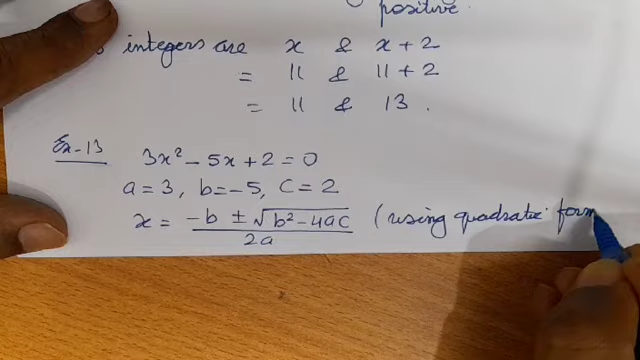 positive.
integers are x & x + 2
= 11 & 11 + 2
= 11 & 13 .
Ex-13
3x² - 5x + 2 = 0
a = 3, b = -5, C = 2
x = -b ± √b² - 4ac / 2a (using quadratic form